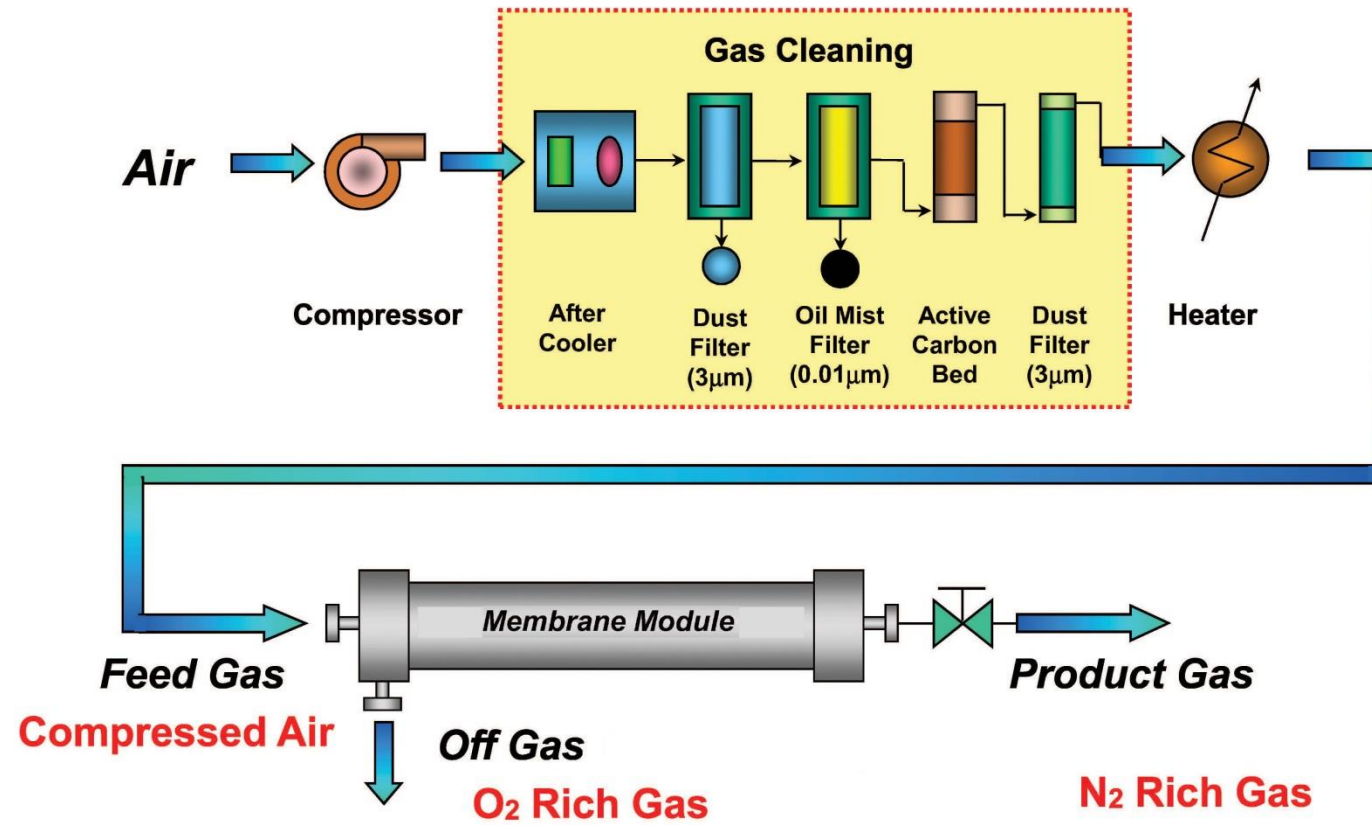 Gas Cleaning
Air
Compressor
After
Cooler
Dust
Filter
(3μm)
Oil Mist
Filter
(0.01μm)
Active
Carbon
Bed
Dust
Filter
(3μm)
Heater
Membrane Module
Feed Gas
Compressed Air
Off Gas
O₂ Rich Gas
Product Gas
N₂ Rich Gas